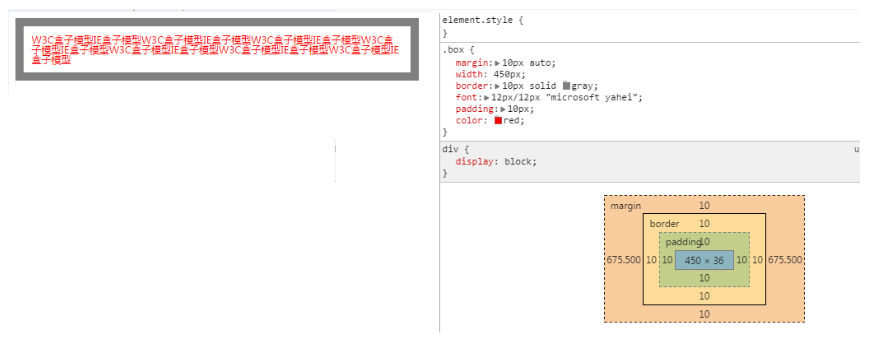 W3C盒子模型IE盒子模型W3C盒子模型IE盒子模型W3C盒子模型IE盒子模型W3C盒
子模型IE盒子模型W3C盒子模型IE盒子模型W3C盒子模型IE盒子模型W3C盒子模型IE
盒子模型
element.style {
}
.box {
margin:▶10px auto;
width: 450px;
border:▶10px solid gray;
font:▶12px/12px "microsoft yahei";
padding:▶10px;
color: red;
}
div {
u
display: block;
}
margin 10
border 10
padding 10
675.500 10 10 450 × 36 10 10 675.500
10
10
10